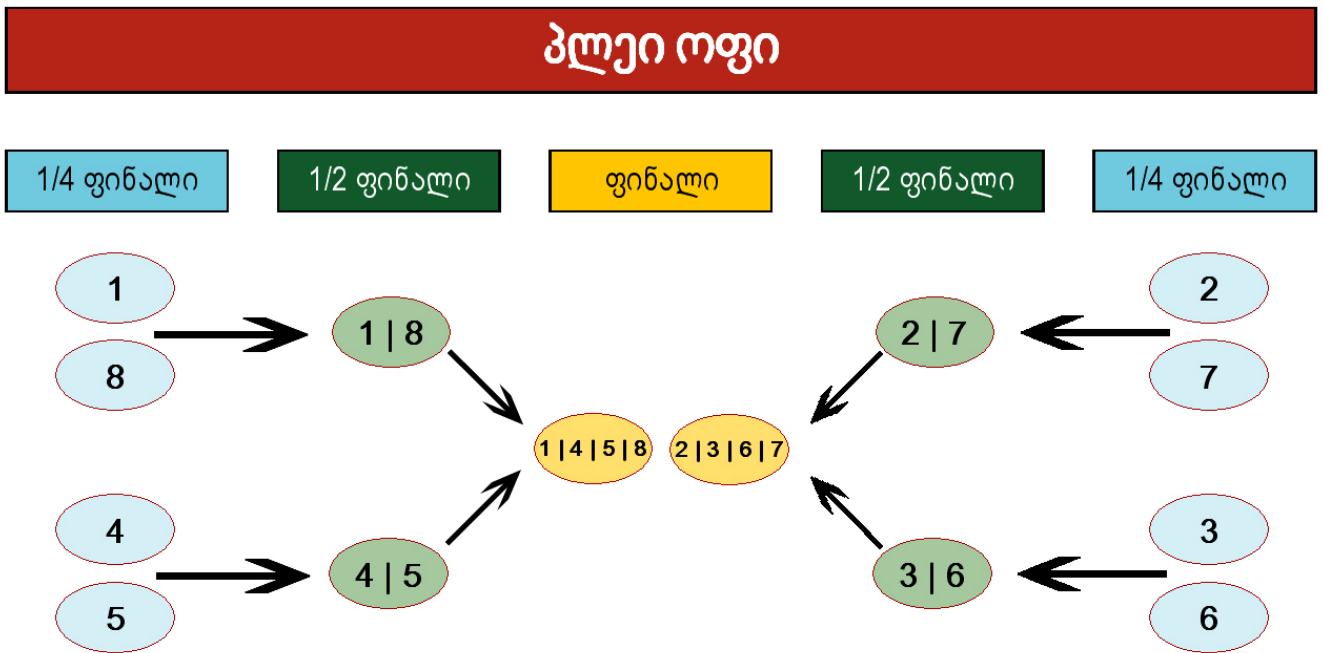 პლეი ოფი
1/4 ფინალი
1/2 ფინალი
ფინალი
1/2 ფინალი
1/4 ფინალი
1
8
1 | 8
2 | 7
2
7
1 | 4 | 5 | 8
2 | 3 | 6 | 7
4
5
4 | 5
3 | 6
3
6